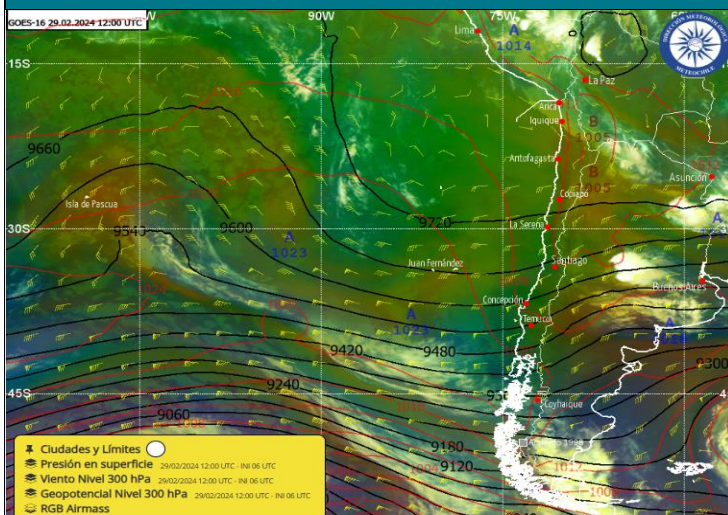 GOES-16 29.02.2024 12:00 UTC
90W
75W
DIRECCIÓN METEOROLÓGICA
METEOCHILE
Lima
A
1014
15S
La Paz
Arica
B
1005
Iquique
9660
Antofagasta
B
1005
Asunción
Isla de Pascua
Copiapó
9720
9540
9600
La Serena
30S
A
1023
Juan Fernández
Santiago
Buenos Aires
Concepción
A
1023
Temuco
9420
9480
9300
9240
45S
Coyhaique
9060
9180
9120
1012
Ciudades y Límites
Presión en superficie 29/02/2024 12:00 UTC - INI 06 UTC
Viento Nivel 300 hPa 29/02/2024 12:00 UTC - INI 06 UTC
Geopotencial Nivel 300 hPa 29/02/2024 12:00 UTC - INI 06 UTC
RGB Airmass